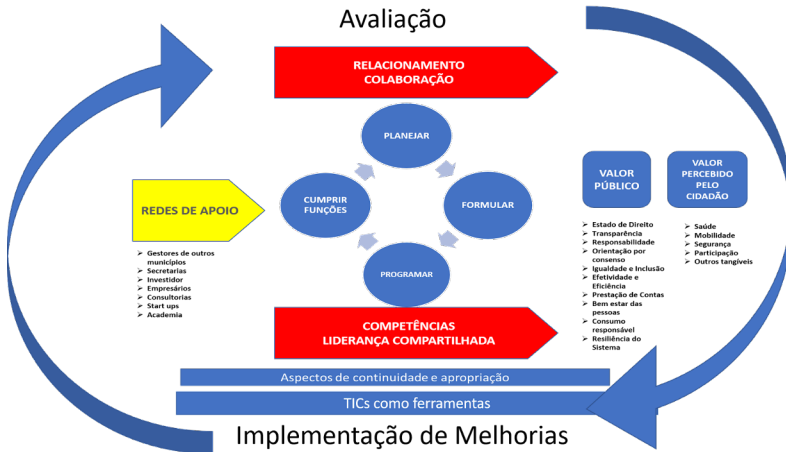 Avaliação
RELACIONAMENTO
COLABORAÇÃO
PLANEJAR
FORMULAR
PROGRAMAR
CUMPRIR
FUNÇÕES
REDES DE APOIO
➢ Gestores de outros
municípios
➢ Secretarias
➢ Investidor
➢ Empresários
➢ Consultorias
➢ Start ups
➢ Academia
VALOR
PÚBLICO
➢ Estado de Direito
➢ Transparência
➢ Responsabilidade
➢ Orientação por
consenso
➢ Igualdade e Inclusão
➢ Efetividade e
Eficiência
➢ Prestação de Contas
➢ Bem estar das
pessoas
➢ Consumo
responsável
➢ Resiliência do
Sistema
VALOR
PERCEBIDO
PELO
CIDADÃO
➢ Saúde
➢ Mobilidade
➢ Segurança
➢ Participação
➢ Outros tangíveis
COMPETÊNCIAS
LIDERANÇA COMPARTILHADA
Aspectos de continuidade e apropriação
TICs como ferramentas
Implementação de Melhorias